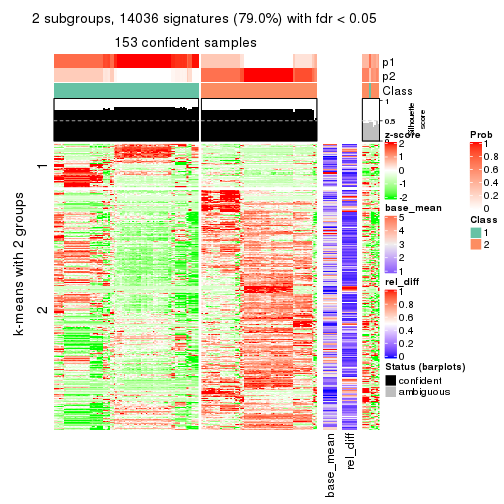 2 subgroups, 14036 signatures (79.0%) with fdr < 0.05
153 confident samples
p1
p2
Class
1
0.5
0
Silhouette
score
k-means with 2 groups
1
2
base_mean
rel_diff
z-score
2
1
0
-1
-2
base_mean
5
4
3
2
1
rel_diff
1
0.8
0.6
0.4
0.2
0
Status (barplots)
confident
ambiguous
Prob
1
0.8
0.6
0.4
0.2
0
Class
1
2